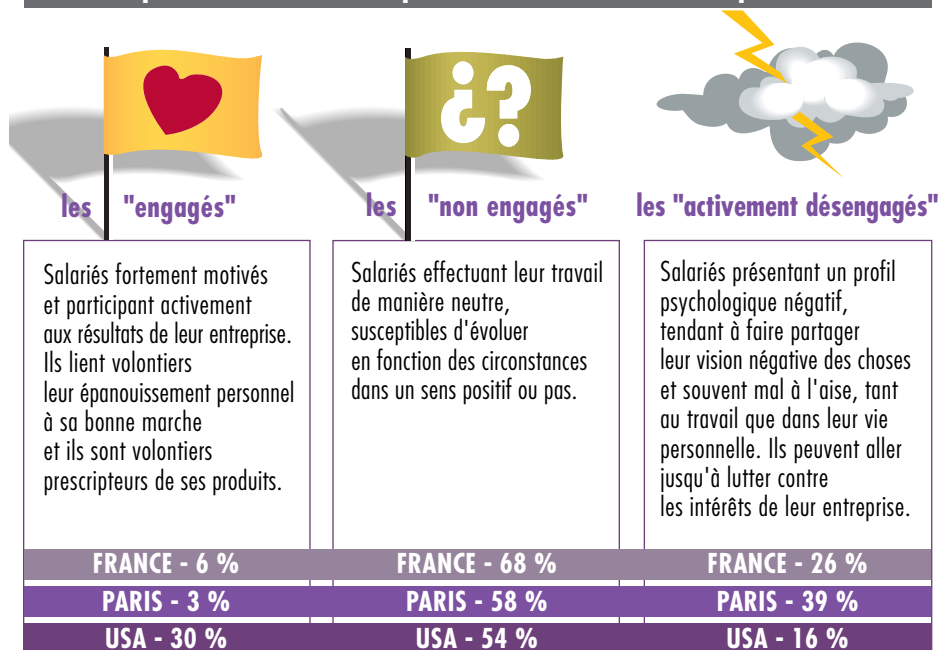 les "engagés"
Salariés fortement motivés
et participant activement
aux résultats de leur entreprise.
Ils lient volontiers
leur épanouissement personnel
à sa bonne marche
et ils sont volontiers
prescripteurs de ses produits.
FRANCE - 6 %
PARIS - 3 %
USA - 30 %
¿?
les "non engagés"
Salariés effectuant leur travail
de manière neutre,
susceptibles d'évoluer
en fonction des circonstances
dans un sens positif ou pas.
FRANCE - 68 %
PARIS - 58 %
USA - 54 %
les "activement désengagés"
Salariés présentant un profil
psychologique négatif,
tendant à faire partager
leur vision négative des choses
et souvent mal à l'aise, tant
au travail que dans leur vie
personnelle. Ils peuvent aller
jusqu'à lutter contre
les intérêts de leur entreprise.
FRANCE - 26 %
PARIS - 39 %
USA - 16 %